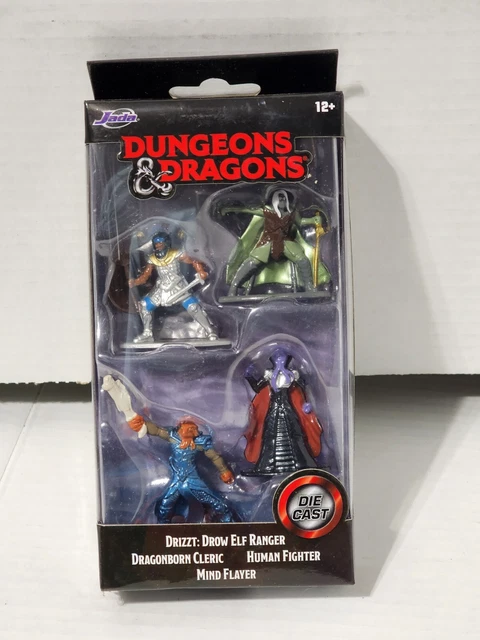 Jada
12+
DUNGEONS
& DRAGONS
DIE
CAST
DRIZZT: DROW ELF RANGER
DRAGONBORN CLERIC HUMAN FIGHTER
MIND FLAYER